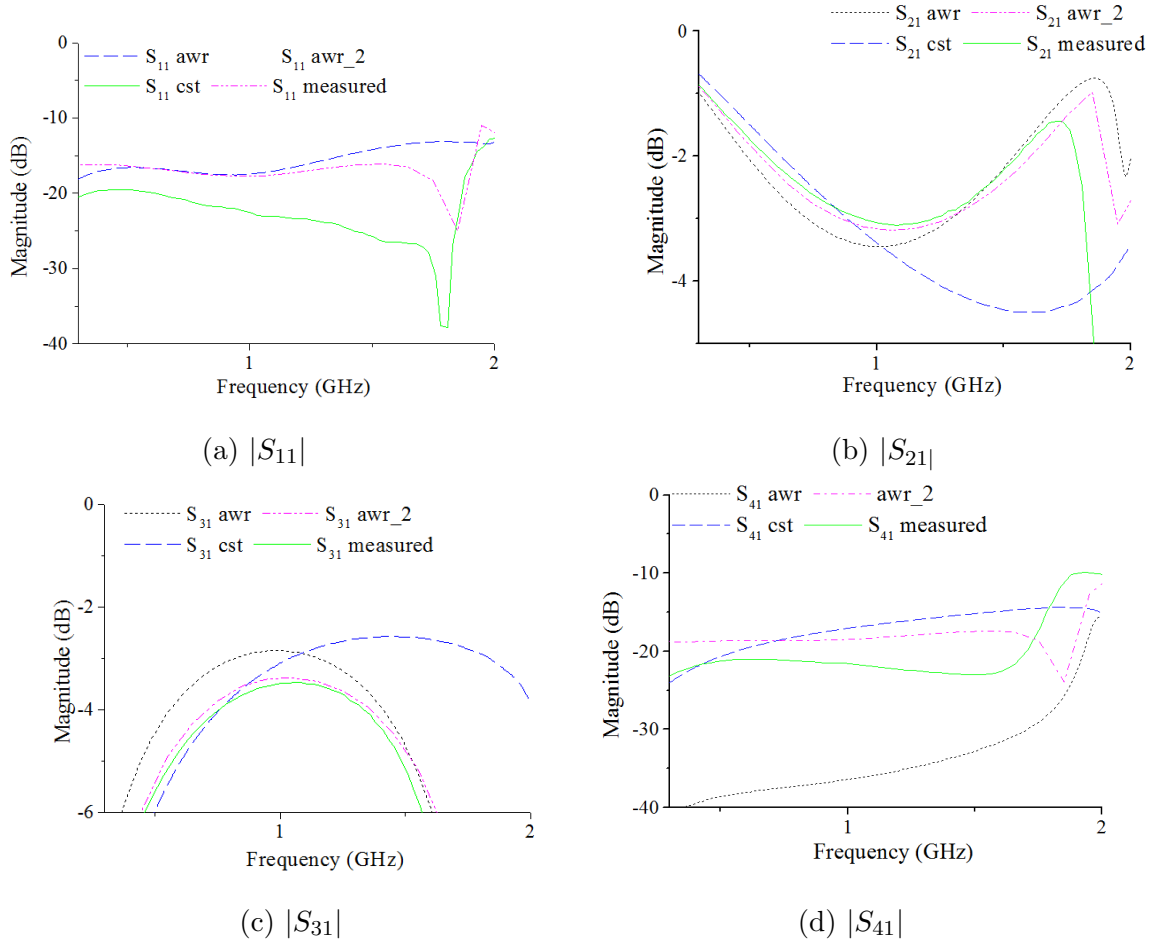 0
S11 awr S11 awr_2
S11 cst S11 measured
-10
-20
-30
-40
Magnitude (dB)
1 2
Frequency (GHz)
(a) |S11|
S21 awr S21 awr_2
S21 cst S21 measured
0
-2
-4
Magnitude (dB)
1 2
Frequency (GHz)
(b) |S21|
0
S31 awr S31 awr_2
S31 cst S31 measured
-2
-4
-6
Magnitude (dB)
1 2
Frequency (GHz)
(c) |S31|
S41 awr awr_2
S41 cst S41 measured
0
-10
-20
-30
-40
Magnitude (dB)
1 2
Frequency (GHz)
(d) |S41|